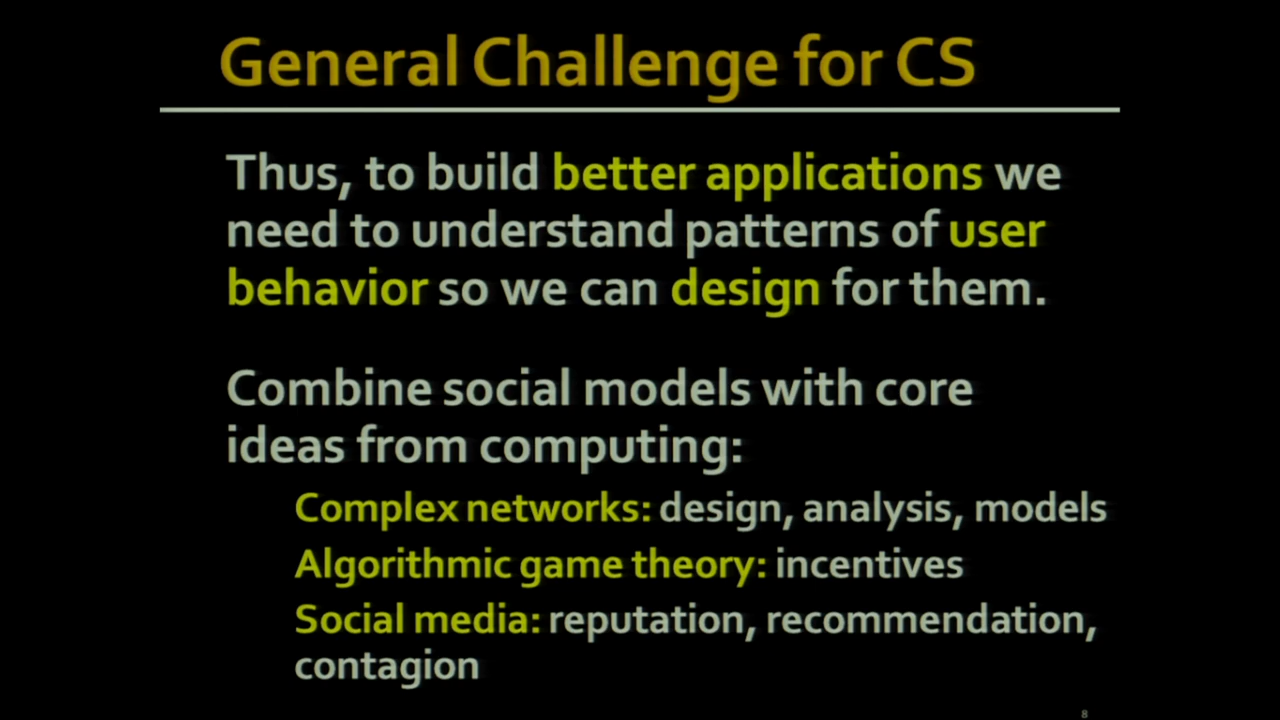 General Challenge for CS
Thus, to build better applications we
need to understand patterns of user
behavior so we can design for them.
Combine social models with core
ideas from computing:
Complex networks: design, analysis, models
Algorithmic game theory: incentives
Social media: reputation, recommendation,
contagion
8